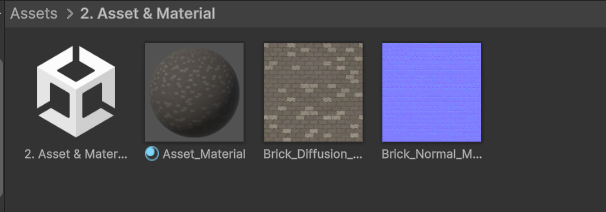 Assets > 2. Asset & Material
2. Asset & Mater...
Asset_Material
Brick_Diffusion_...
Brick_Normal_M...